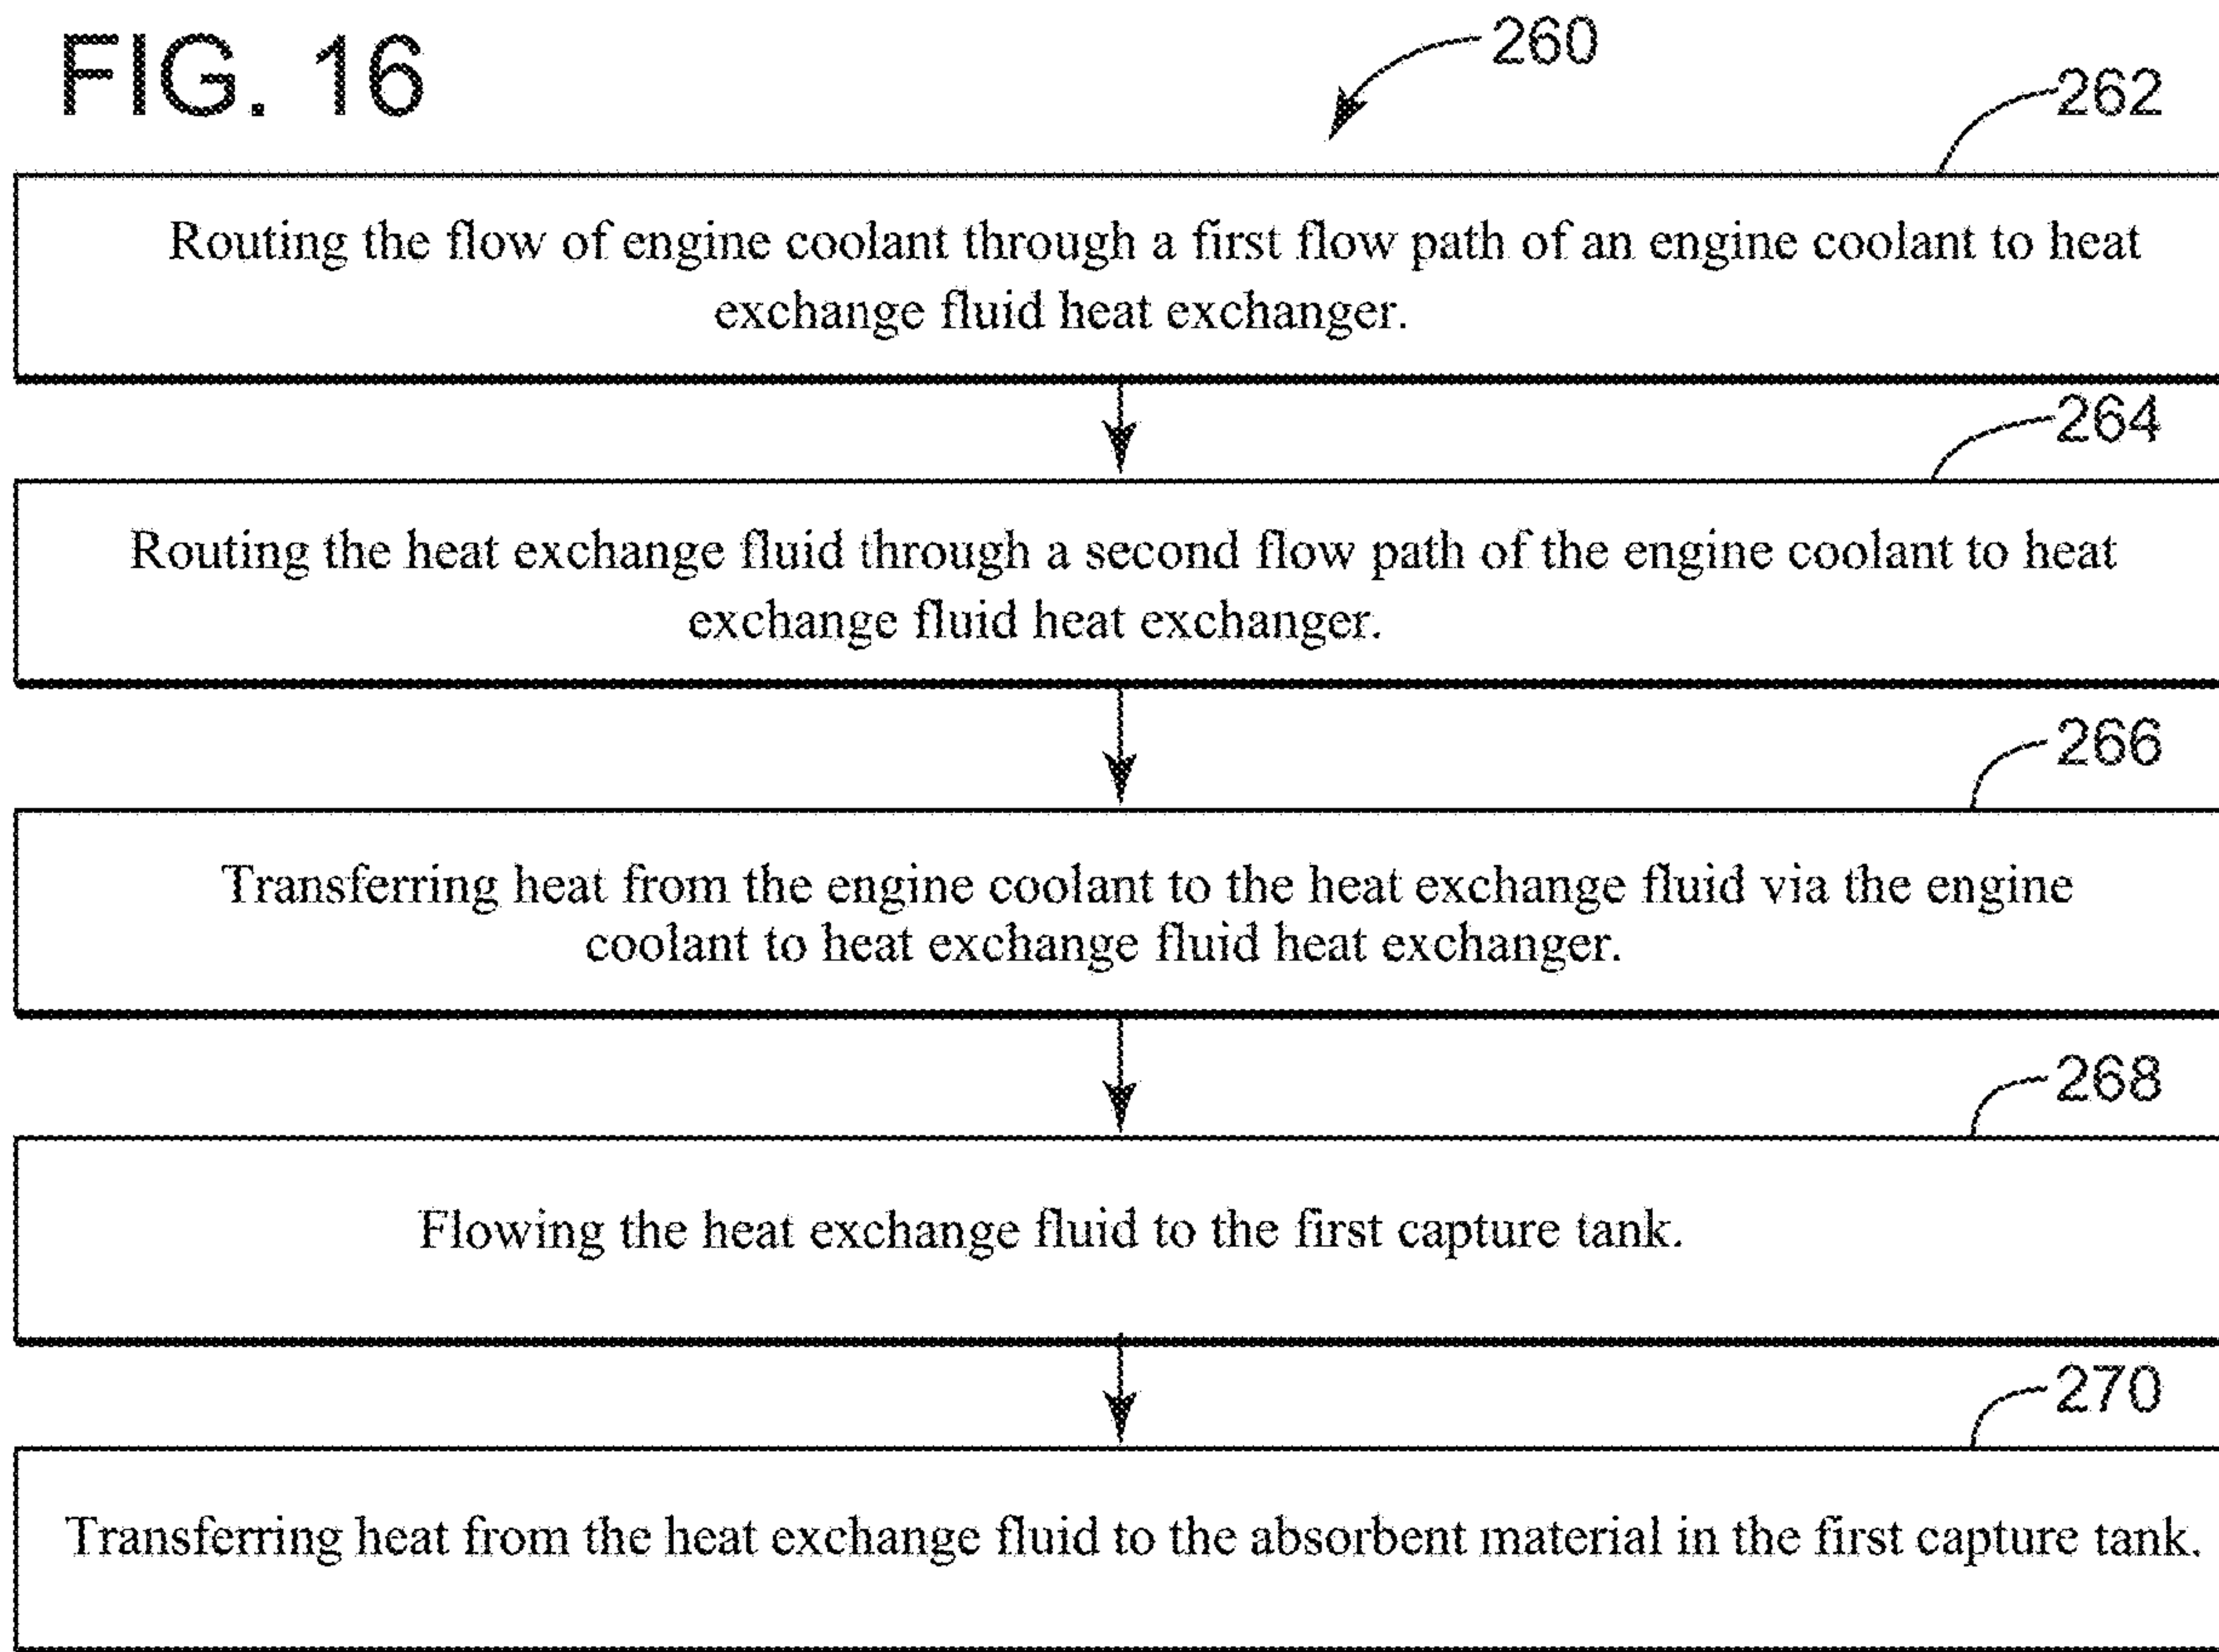 FIG. 16
260
262
Routing the flow of engine coolant through a first flow path of an engine coolant to heat
exchange fluid heat exchanger.
264
Routing the heat exchange fluid through a second flow path of the engine coolant to heat
exchange fluid heat exchanger.
266
Transferring heat from the engine coolant to the heat exchange fluid via the engine
coolant to heat exchange fluid heat exchanger.
268
Flowing the heat exchange fluid to the first capture tank.
270
Transferring heat from the heat exchange fluid to the absorbent material in the first capture tank.